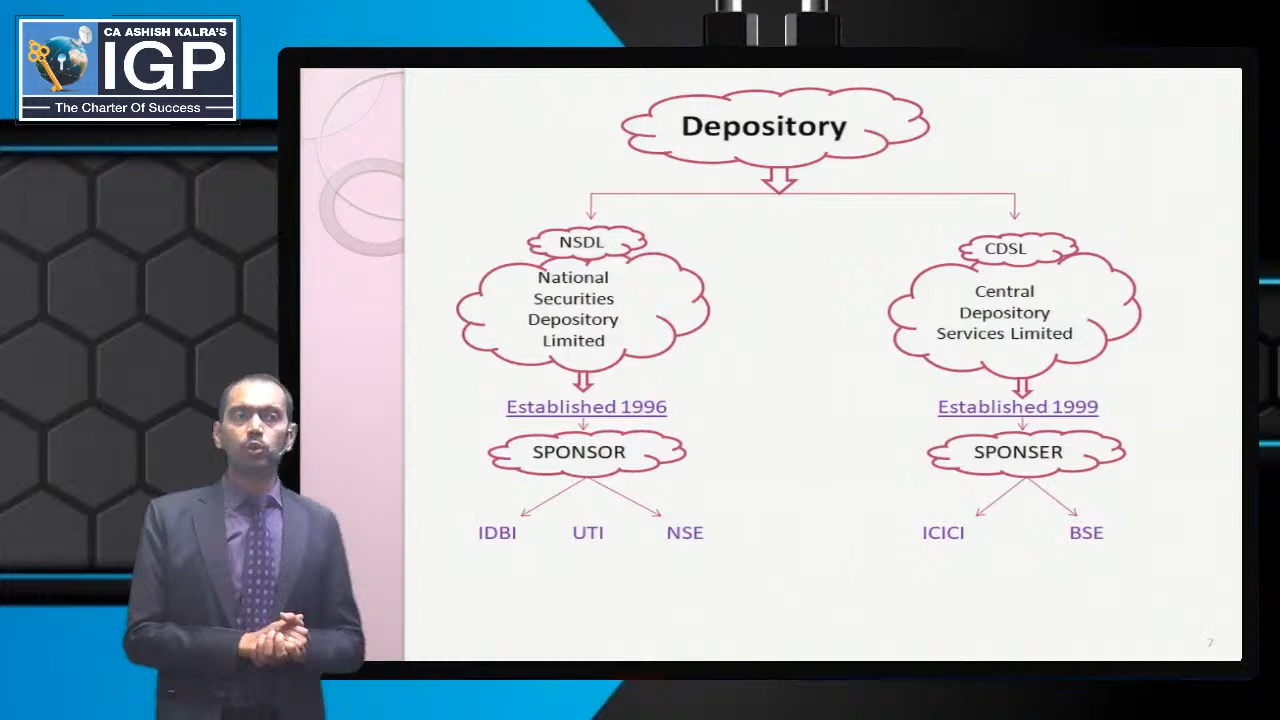 CA ASHISH KALRA'S
IGP
The Charter Of Success
Depository
NSDL
National
Securities
Depository
Limited
Established 1996
SPONSOR
IDBI UTI NSE
CDSL
Central
Depository
Services Limited
Established 1999
SPONSER
ICICI BSE
7